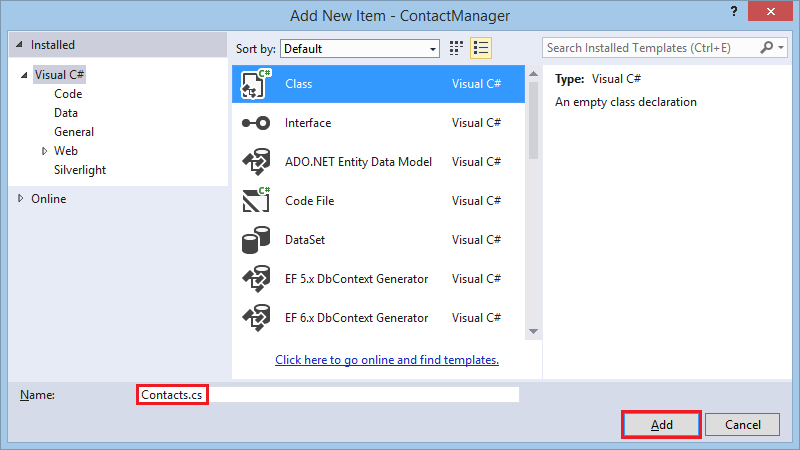 Add New Item - ContactManager
?
Installed
Visual C#
Code
Data
General
Web
Silverlight
Online
Sort by: Default
C# Class Visual C#
Interface Visual C#
ADO.NET Entity Data Model Visual C#
C# Code File Visual C#
DataSet Visual C#
EF 5.x DbContext Generator Visual C#
EF 6.x DbContext Generator Visual C#
Click here to go online and find templates.
Search Installed Templates (Ctrl+E)
Type: Visual C#
An empty class declaration
Name: Contacts.cs
Add Cancel